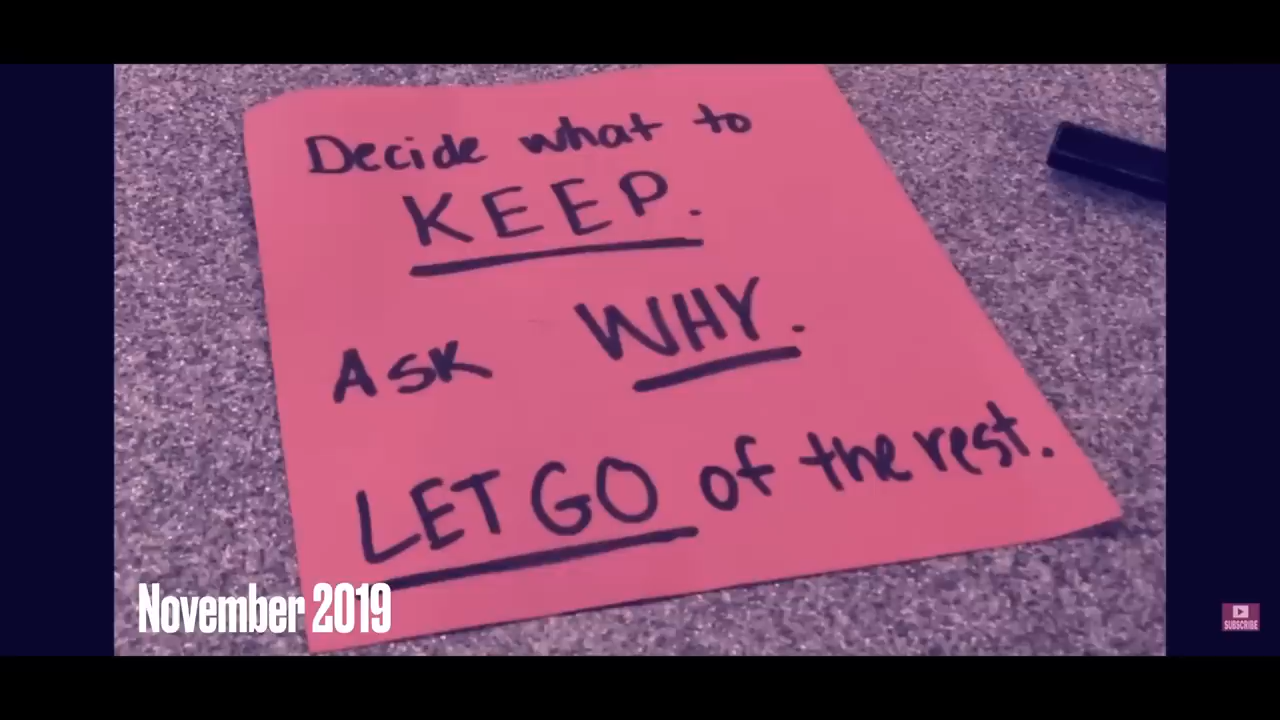 Decide what to
KEEP.
Ask WHY.
LET GO of the rest.
November 2019
SUBSCRIBE